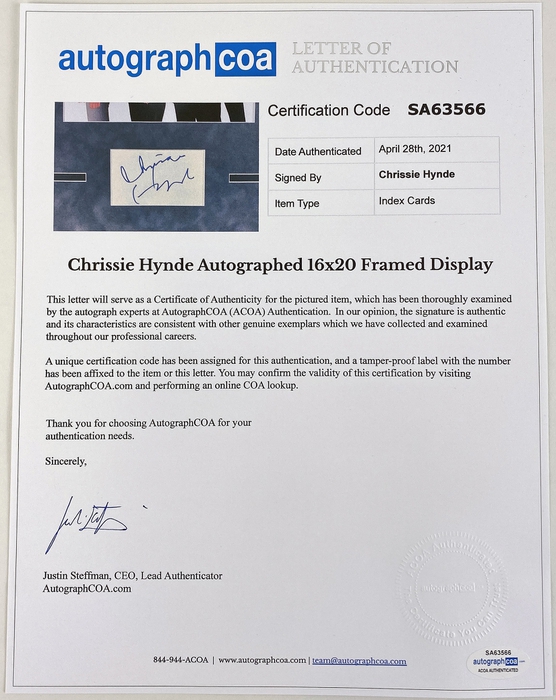 autographcoa
LETTER OF
AUTHENTICATION
Certification Code SA63566
Date Authenticated April 28th, 2021
Signed By Chrissie Hynde
Item Type Index Cards
Chrissie Hynde
Chrissie Hynde Autographed 16x20 Framed Display
This letter will serve as a Certificate of Authenticity for the pictured item, which has been thoroughly examined
by the autograph experts at AutographCOA (ACOA) Authentication. In our opinion, the signature is authentic
and its characteristics are consistent with other genuine exemplars which we have collected and examined
throughout our professional careers.
A unique certification code has been assigned for this authentication, and a tamper-proof label with the number
has been affixed to the item or this letter. You may confirm the validity of this certification by visiting
AutographCOA.com and performing an online COA lookup.
Thank you for choosing AutographCOA for your
authentication needs.
Sincerely,
Justin Steffman, CEO, Lead Authenticator
AutographCOA.com
autographcoa
844-944-ACOA | www.autographcoa.com | team@autographcoa.com
SA63566
autographcoa
ACOA AUTHENTICATED